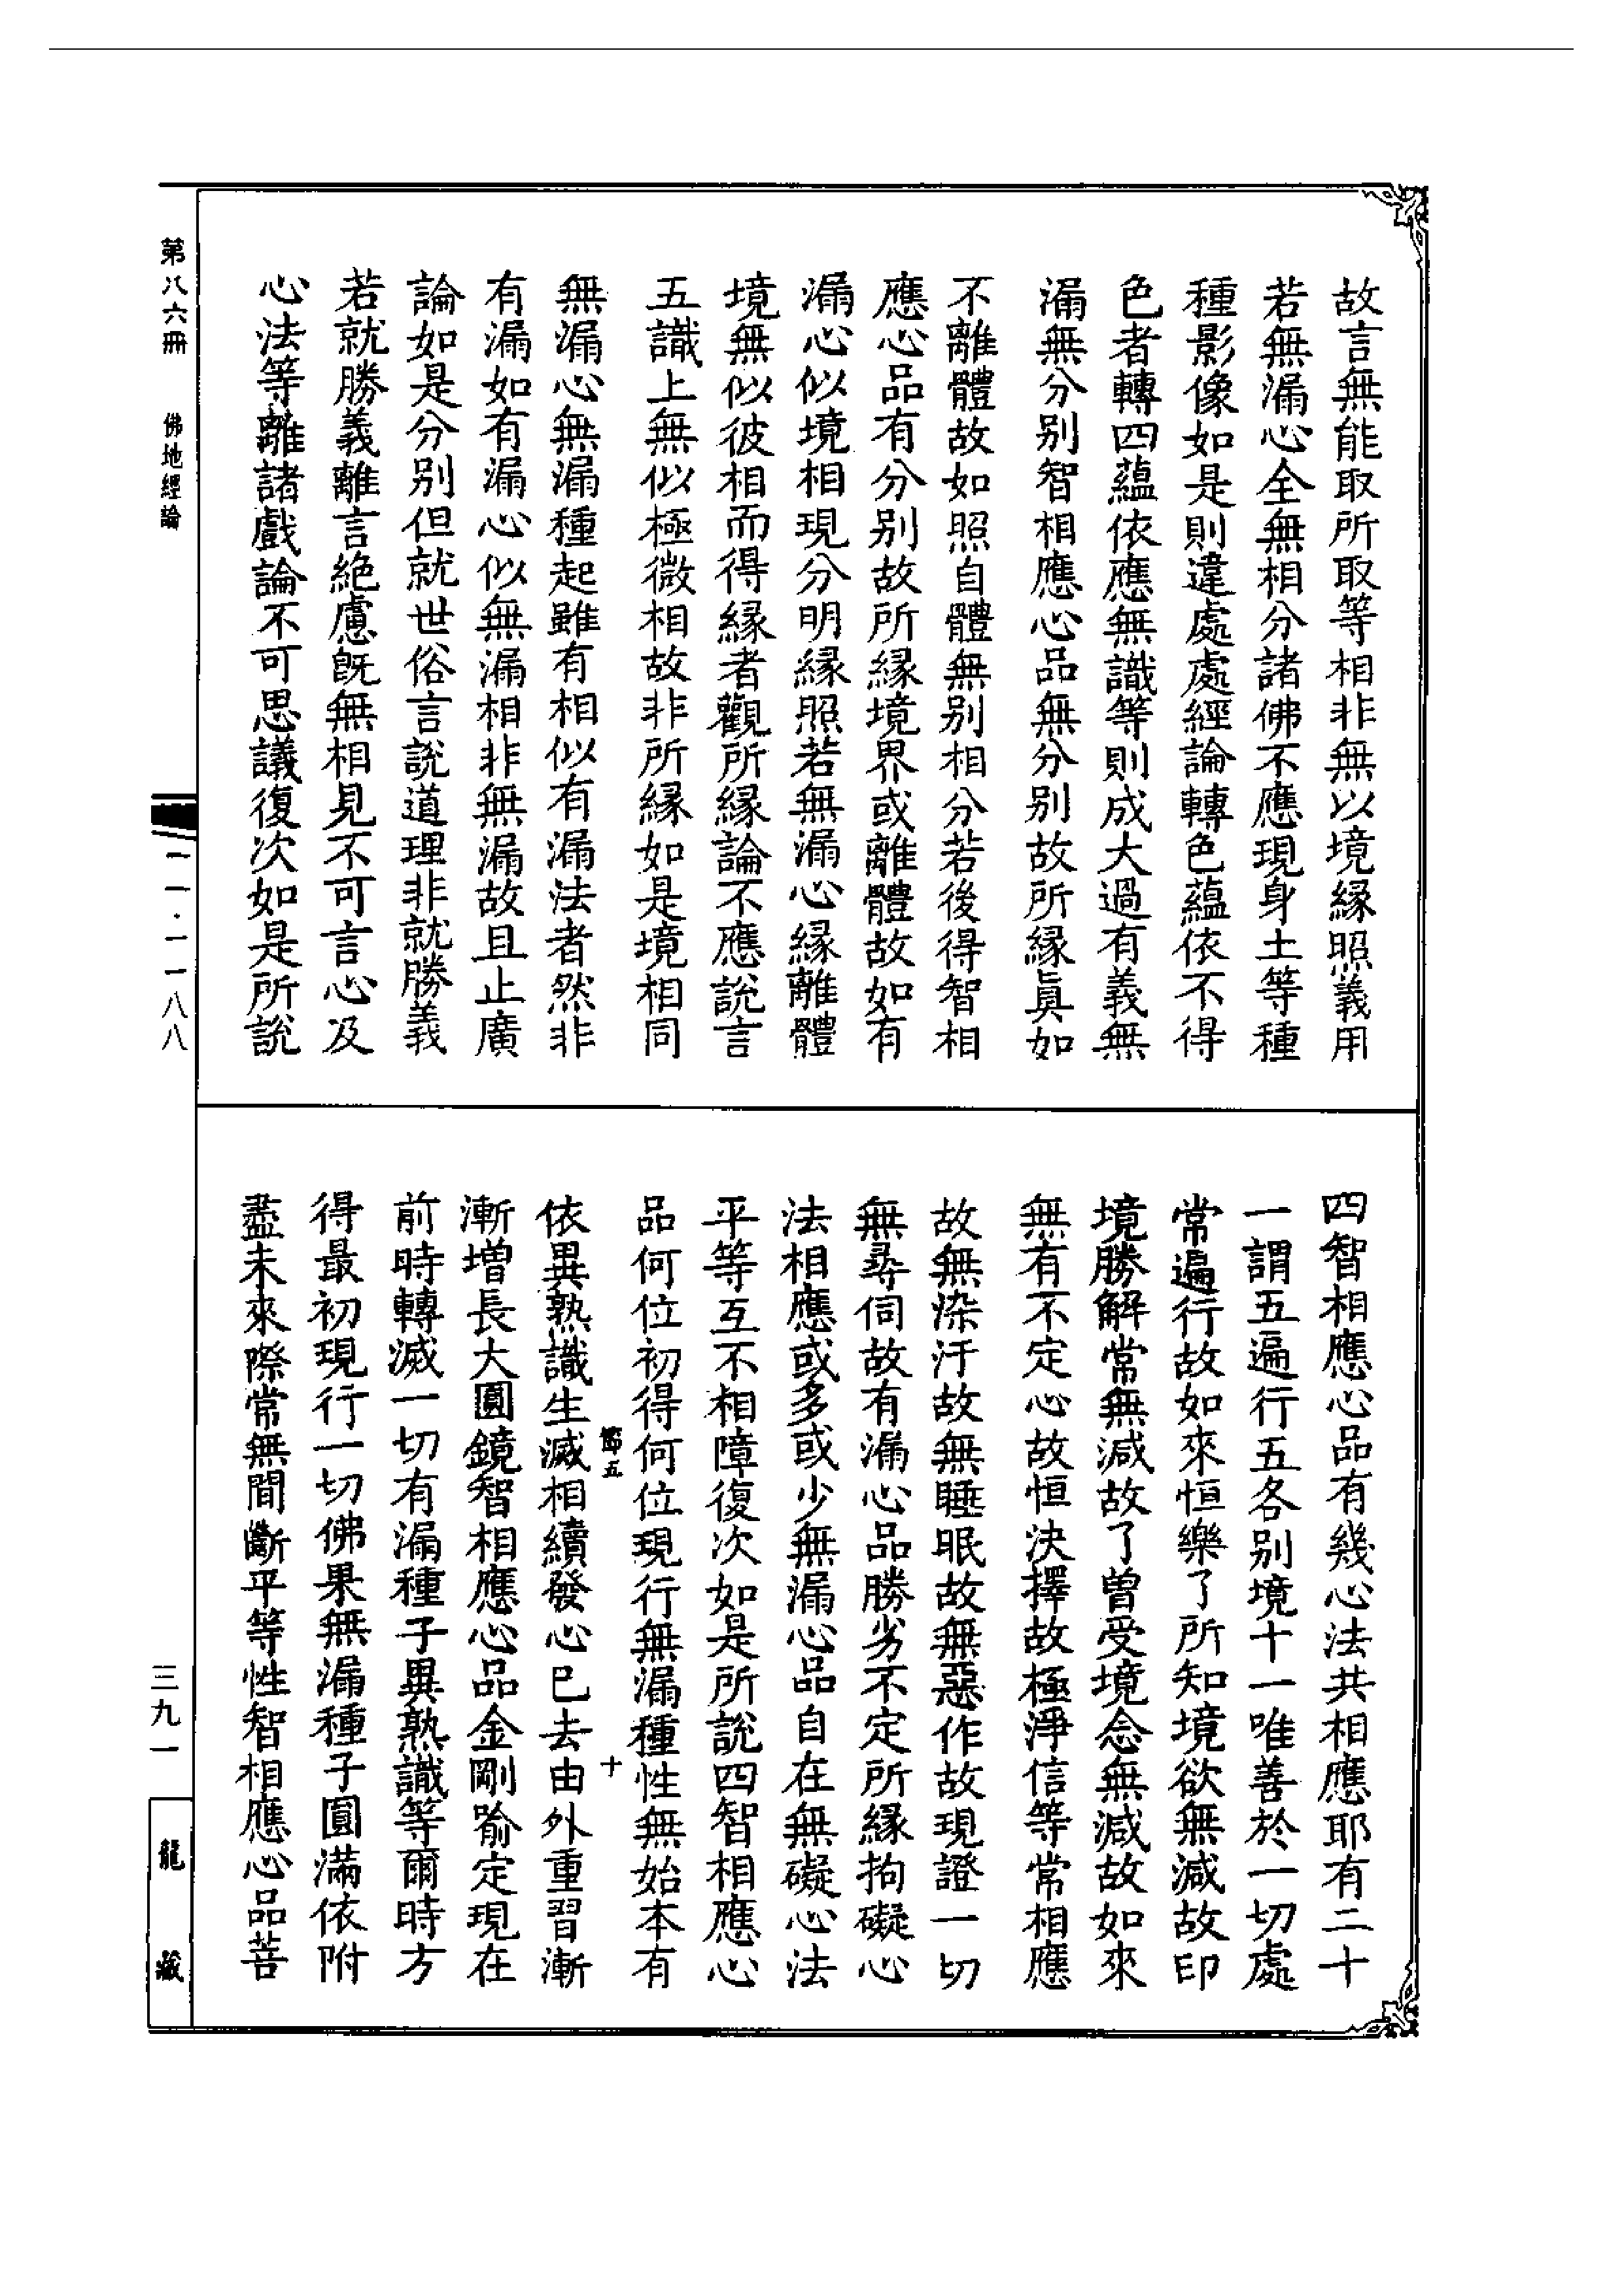 故言無能取所取等相非無以境緣照義用
若無漏心全無相分諸佛不應現身土等種
種影像如是則違處處經論轉色蘊依不得
色者轉四蘊依應無識等則成大過有義無
漏無分別智相應心品無分別故所緣眞如
不離體故如照自體無別相分若後得智相
應心品有分別故所緣境界或離體故如有
漏心似境相現分明緣照若無漏心緣離體
境無似彼相而得緣者觀所緣論不應說言
五識上無似極微相故非所緣如是境相同
無漏心無漏種起雖有相似有漏法者然非
有漏如有漏心似無漏相非無漏故且止廣
論如是分別但就世俗言說道理非就勝義
若就勝義離言絶慮旣無相見不可言心及
心法等離諸戲論不可思議復次如是所說
四智相應心品有幾心法共相應耶有二十
一謂五遍行五各別境十一唯善於一切處
常遍行故如來恒樂了所知境欲無減故印
境勝解常無減故了曾受境念無減故如來
無有不定心故恒決擇故極淨信等常相應
故無染汙故無睡眠故無惡作故現證一切
無尋伺故有漏心品勝劣不定所緣拘礙心
法相應或多或少無漏心品自在無礙心法
平等互不相障復次如是所說四智相應心
品何位初得何位現行無漏種性無始本有
節五 十
依異熟識生滅相續發心已去由外重習漸
漸增長大圓鏡智相應心品金剛喻定現在
前時轉滅一切有漏種子異熟識等爾時方
得最初現行一切佛果無漏種子圓滿依附
盡未來際常無間斷平等性智相應心品菩
第八六冊 佛地經論 一一·一一八八
三九一
龍藏